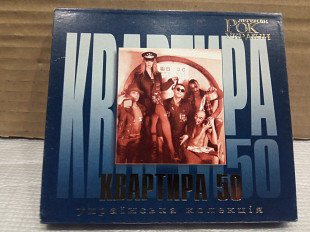 ЛЕГЕНДИ
РОК
УКРАЇНИ
КВАРТИРА
50
КВАРТИРА 50
українська колекція